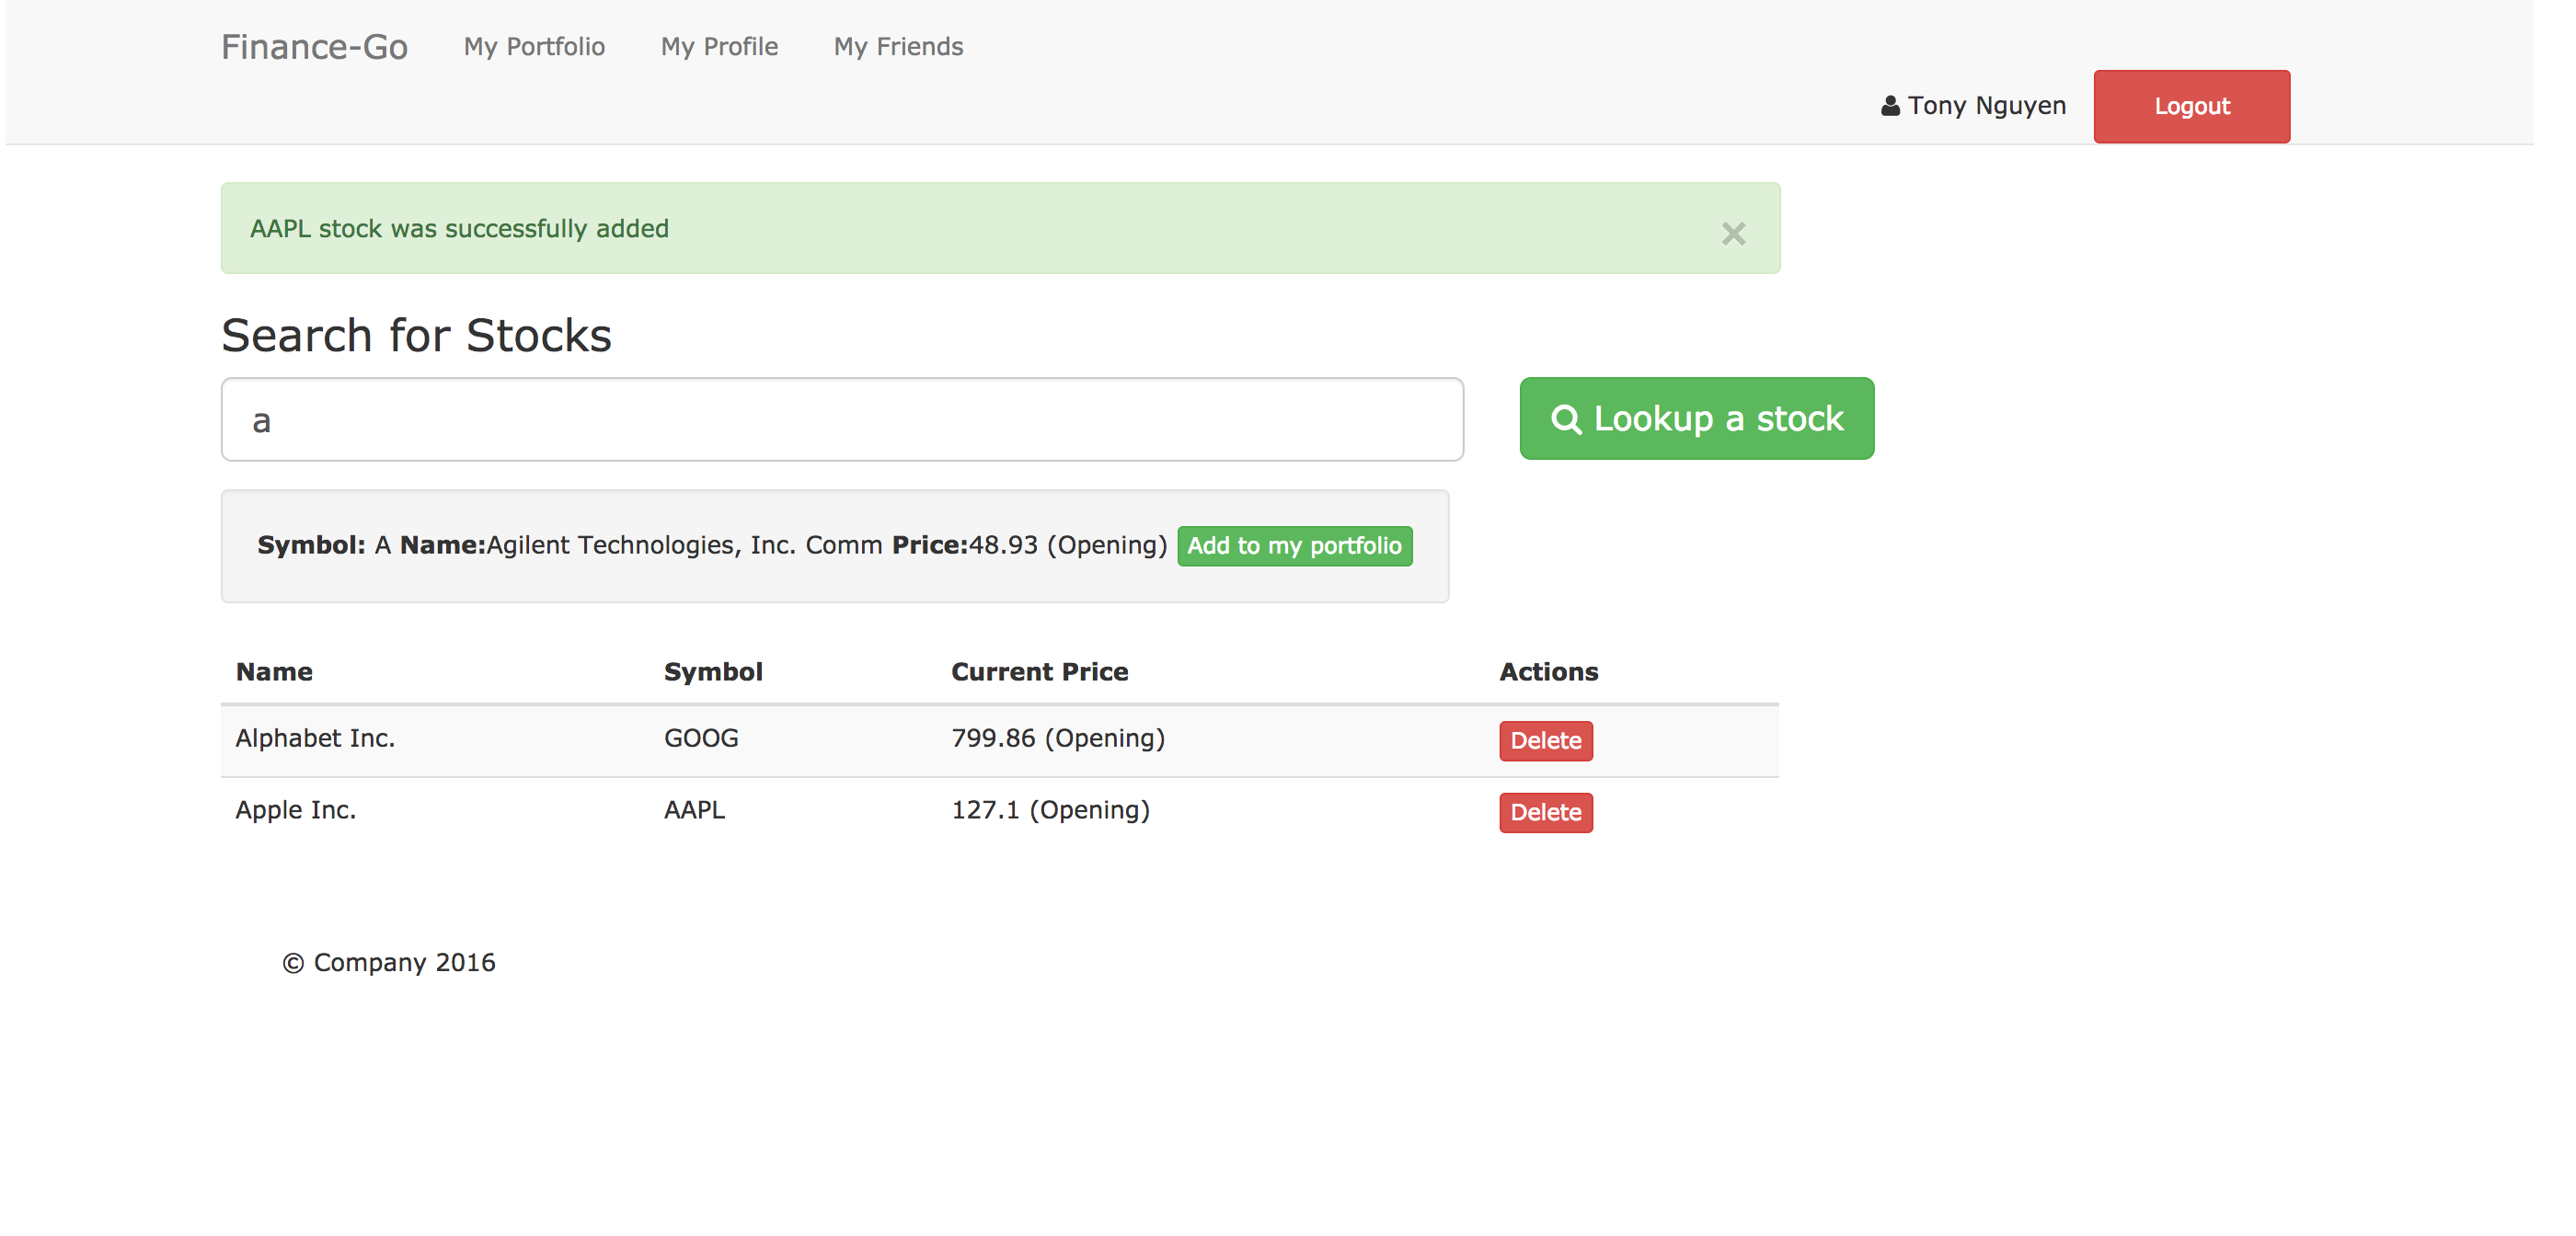 Finance-Go My Portfolio My Profile My Friends
Tony Nguyen Logout
AAPL stock was successfully added ×
Search for Stocks
a Lookup a stock
Symbol: A Name:Agilent Technologies, Inc. Comm Price:48.93 (Opening) Add to my portfolio
Name Symbol Current Price Actions
Alphabet Inc. GOOG 799.86 (Opening) Delete
Apple Inc. AAPL 127.1 (Opening) Delete
© Company 2016